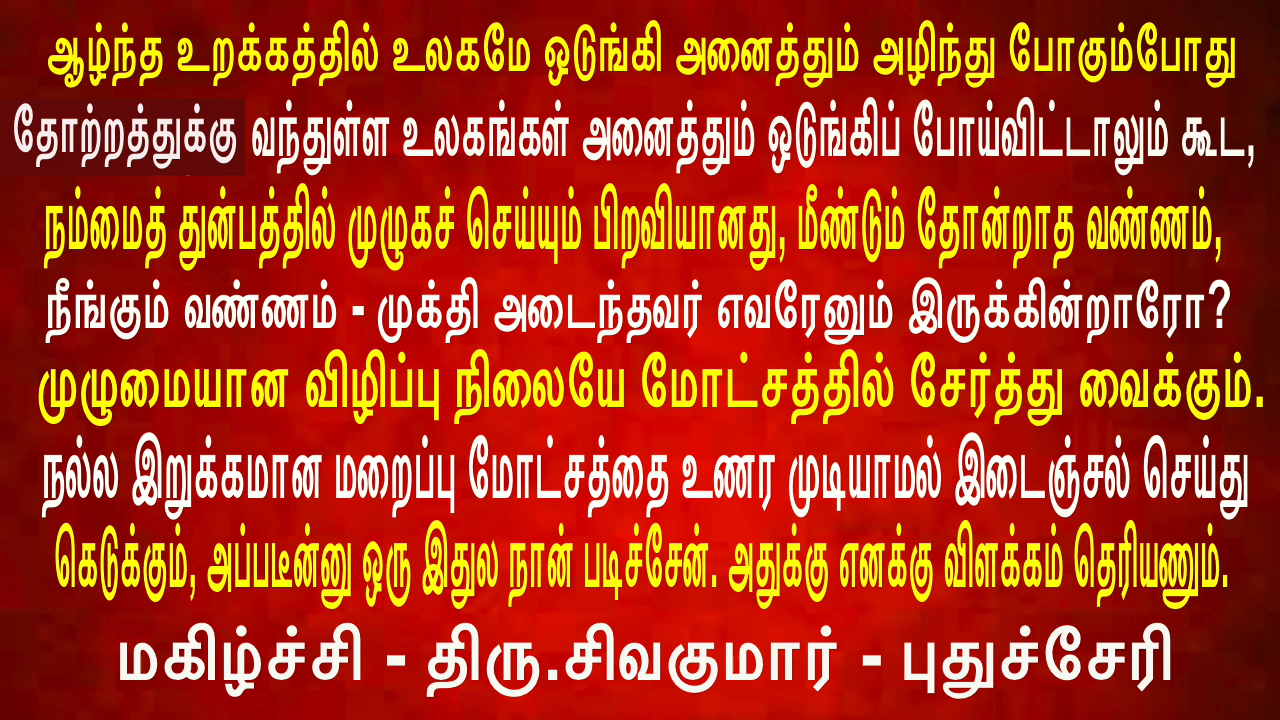 ஆழ்ந்த உறக்கத்தில் உலகமே ஒடுங்கி அனைத்தும் அழிந்து போகும்போது
தோற்றத்துக்கு வந்துள்ள உலகங்கள் அனைத்தும் ஒடுங்கிப் போய்விட்டாலும் கூட,
நம்மைத் துன்பத்தில் முழுகச் செய்யும் பிறவியானது, மீண்டும் தோன்றாத வண்ணம்,
நீங்கும் வண்ணம் - முக்தி அடைந்தவர் எவரேனும் இருக்கின்றாரோ?
முழுமையான விழிப்பு நிலையே மோட்சத்தில் சேர்த்து வைக்கும்.
நல்ல இறுக்கமான மறைப்பு மோட்சத்தை உணர முடியாமல் இடைஞ்சல் செய்து
கெடுக்கும், அப்படீன்னு ஒரு இதுல நான் படிச்சேன். அதுக்கு எனக்கு விளக்கம் தெரியணும்.
மகிழ்ச்சி - திரு.சிவகுமார் - புதுச்சேரி